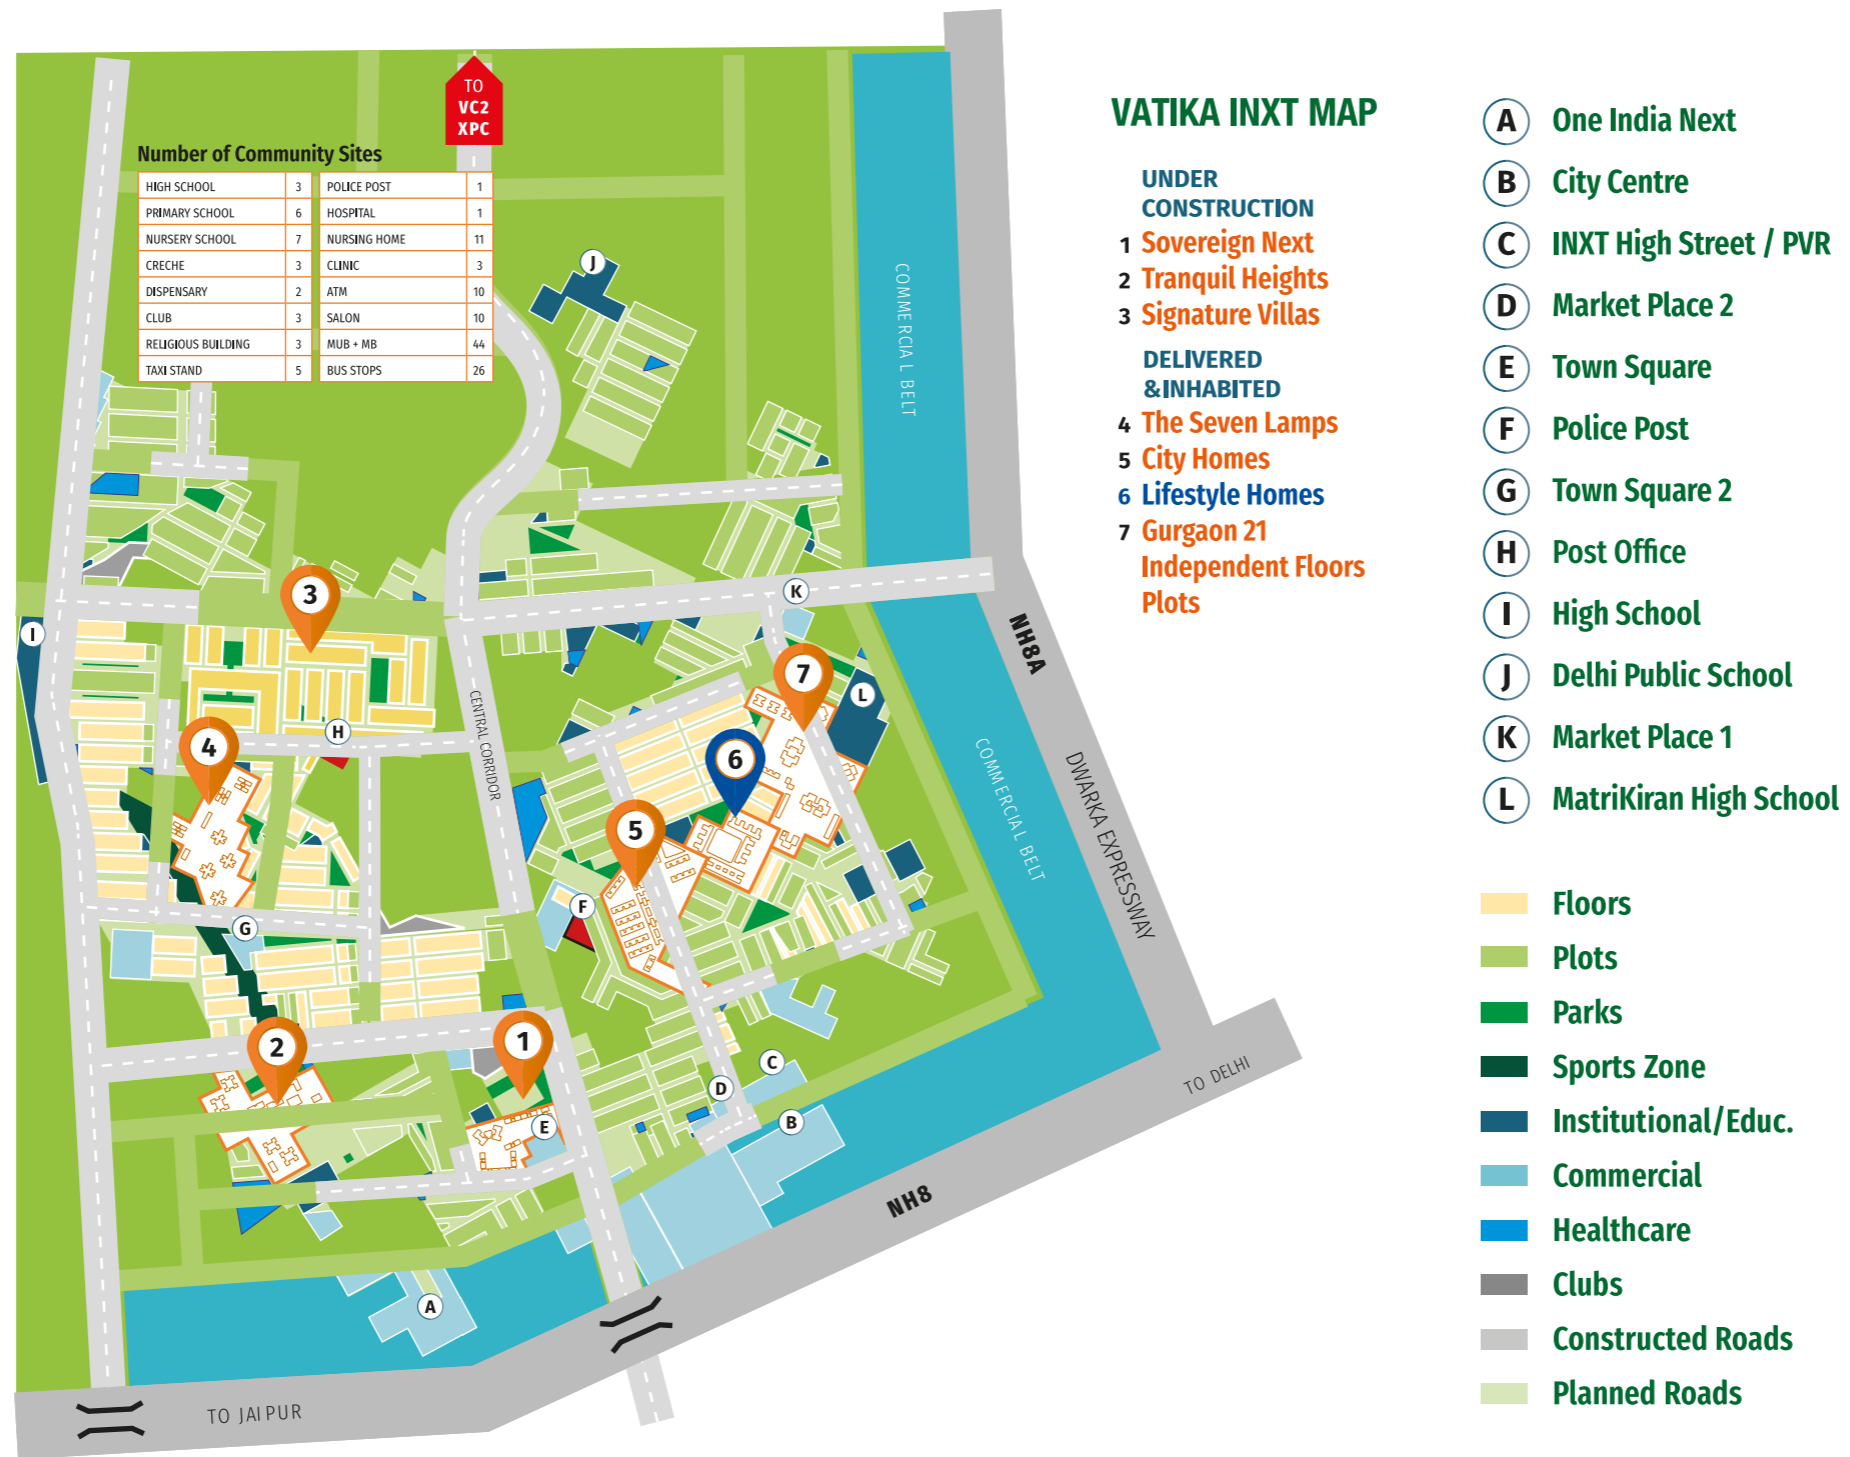 TO
VC2
XPC
Number of Community Sites
HIGH SCHOOL 3 POLICE POST 1
PRIMARY SCHOOL 6 HOSPITAL 1
NURSERY SCHOOL 7 NURSING HOME 11
CRECHE 3 CLINIC 3
DISPENSARY 2 ATM 10
CLUB 3 SALON 10
RELIGIOUS BUILDING 3 MUB + MB 44
TAXI STAND 5 BUS STOPS 26
J
COMMERCIAL BELT
K
3
I
7
L
H
4
CENTRAL CORRIDOR
6
5
F
G
NH8A
COMMERCIAL BELT
DWARKA EXPRESSWAY
2
1
C
D
B
E
A
TO DELHI
NH8
TO JAIPUR
VATIKA INXT MAP
UNDER
CONSTRUCTION
1 Sovereign Next
2 Tranquil Heights
3 Signature Villas
DELIVERED
&INHABITED
4 The Seven Lamps
5 City Homes
6 Lifestyle Homes
7 Gurgaon 21
Independent Floors
Plots
A One India Next
B City Centre
C INXT High Street / PVR
D Market Place 2
E Town Square
F Police Post
G Town Square 2
H Post Office
I High School
J Delhi Public School
K Market Place 1
L MatriKiran High School
Floors
Plots
Parks
Sports Zone
Institutional/Educ.
Commercial
Healthcare
Clubs
Constructed Roads
Planned Roads